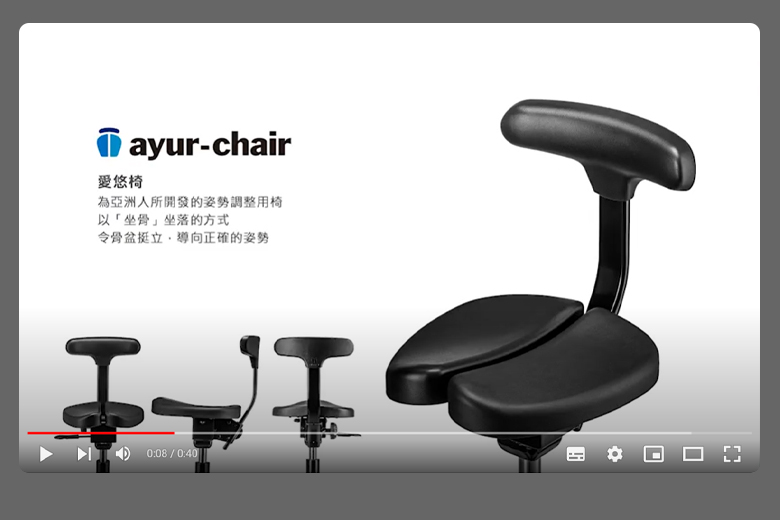 ayur-chair
愛悠椅
為亞洲人所開發的姿勢調整用椅
以「坐骨」坐落的方式
令骨盆挺立，導向正確的姿勢
0:08 / 0:40